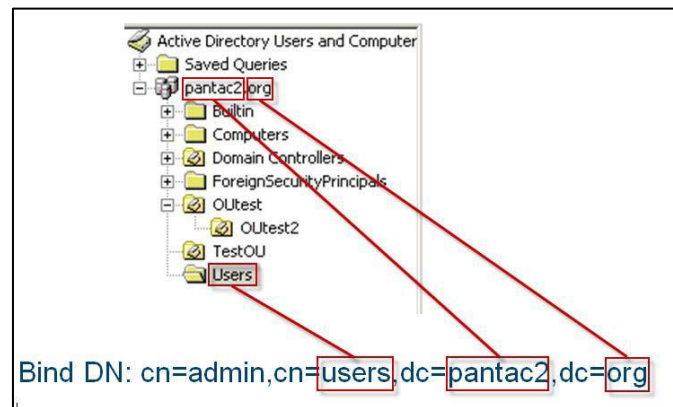 Active Directory Users and Computer
Saved Queries
pantac2.org
Builtin
Computers
Domain Controllers
ForeignSecurityPrincipals
OUtest
OUtest2
TestOU
Users
Bind DN: cn=admin,cn=users,dc=pantac2,dc=org